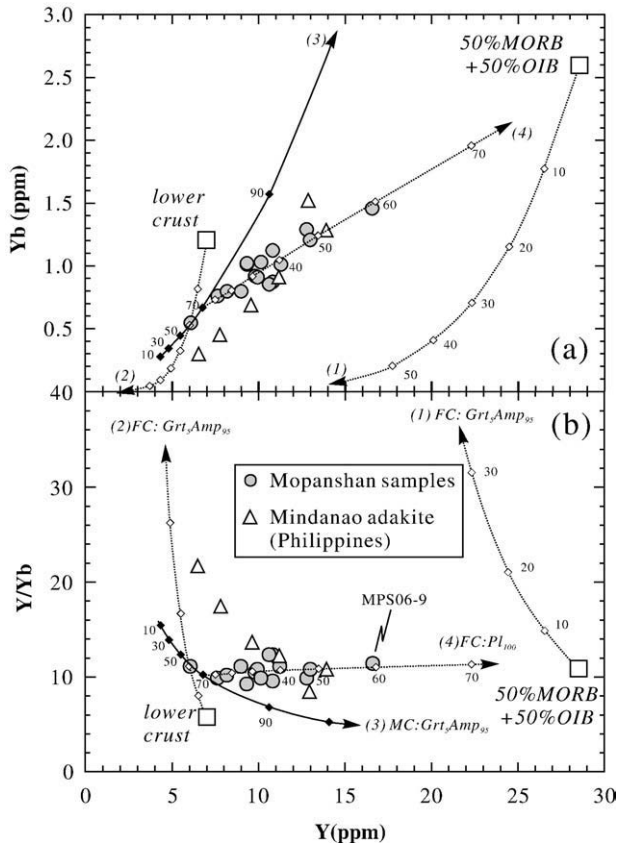 3.0
(a)
(3)
50%MORB
+50%OIB
2.5
(4)
2.0
70
10
Yb (ppm)
90
60
1.5
lower
crust
50
20
1.0
40
70
30
50
30
10
40
0.5
50
(2)
(1)
(a)
40
0
(2)FC: Grt₅Amp₉₅
(1) FC: Grt₅Amp₉₅
(b)
30
30
Mopanshan samples
Mindanao adakite
(Philippines)
20
20
Y/Yb
MPS06-9
10
10
30
50
(4)FC:Pl₁₀₀
10
70
40
50
60
70
50%MORB
+50%OIB
lower
crust
90
(3) MC:Grt₅Amp₉₅
0
0
5
10
15
20
25
30
Y(ppm)